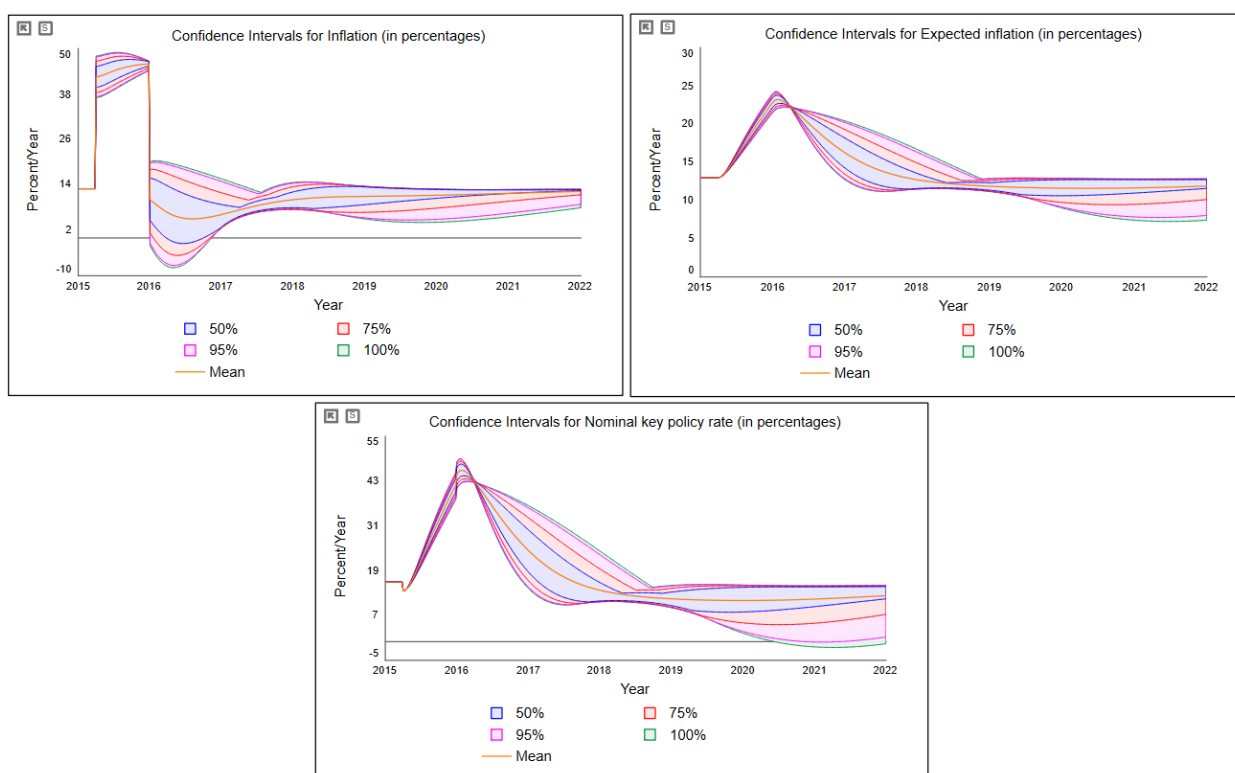 S
Confidence Intervals for Inflation (in percentages)
50
38
26
14
2
-10
Percent/Year
2015 2016 2017 2018 2019 2020 2021 2022
Year
50% 75%
95% 100%
Mean
S
Confidence Intervals for Expected inflation (in percentages)
30
25
20
15
10
5
0
Percent/Year
2015 2016 2017 2018 2019 2020 2021 2022
Year
50% 75%
95% 100%
Mean
S
Confidence Intervals for Nominal key policy rate (in percentages)
55
43
31
19
7
-5
Percent/Year
2015 2016 2017 2018 2019 2020 2021 2022
Year
50% 75%
95% 100%
Mean